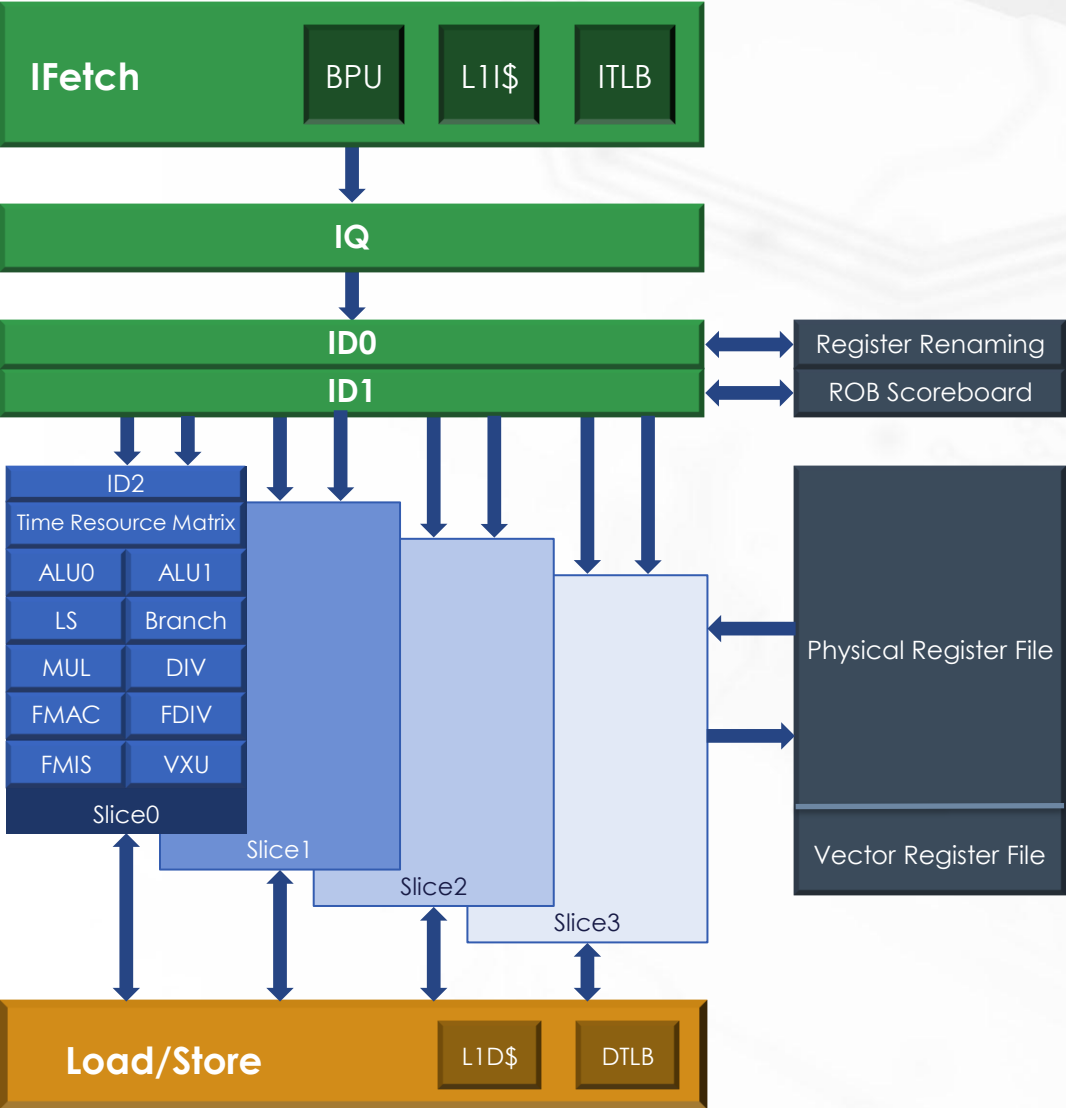 IFetch
BPU
L1I$
ITLB
IQ
ID0
Register Renaming
ID1
ROB Scoreboard
ID2
Time Resource Matrix
ALU0
ALU1
LS
Branch
MUL
DIV
FMAC
FDIV
FMIS
VXU
Slice0
Slice1
Slice2
Slice3
Physical Register File
Vector Register File
Load/Store
L1D$
DTLB